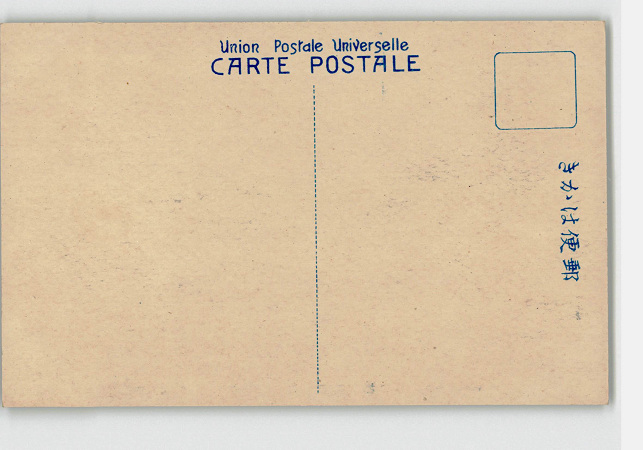 Union Postale Universelle
CARTE POSTALE
郵便はがき